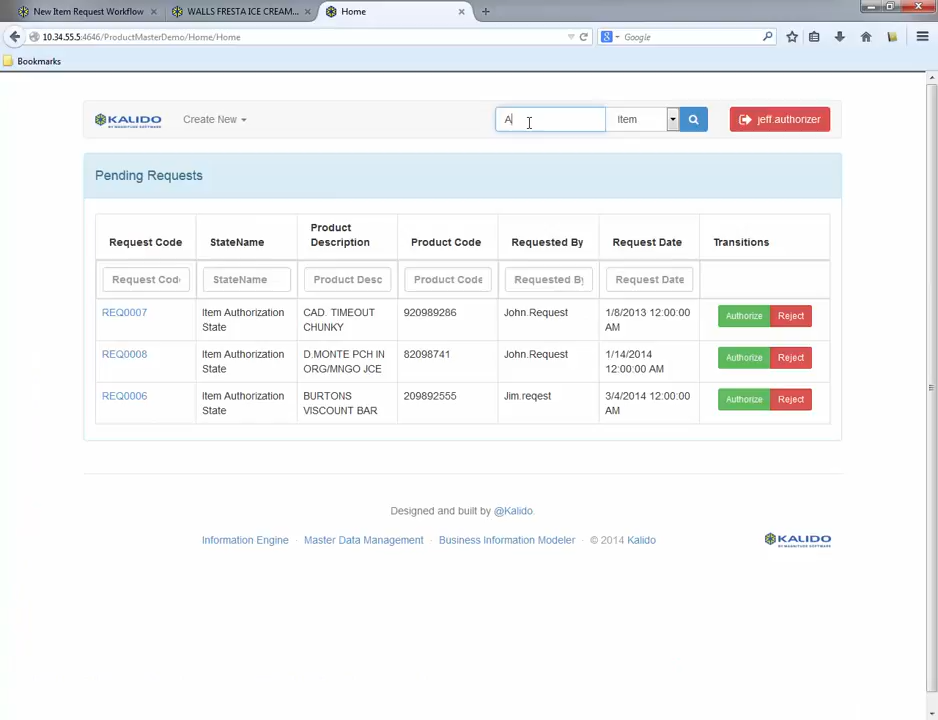 New Item Request Workflow
WALLS FRESTA ICE CREAM...
Home
10.34.55.5:4646/ProductMasterDemo/Home/Home
Google
Bookmarks
KALIDO
Create New
A
Item
jeff.authorizer
Pending Requests
Request Code StateName Product Description Product Code Requested By Request Date Transitions
Request Cod StateName Product Desc Product Code Requested By Request Date
REQ0007 Item Authorization State CAD. TIMEOUT CHUNKY 920989286 John.Request 1/8/2013 12:00:00 AM Authorize Reject
REQ0008 Item Authorization State D.MONTE PCH IN ORG/MNGO JCE 82098741 John.Request 1/14/2014 12:00:00 AM Authorize Reject
REQ0006 Item Authorization State BURTONS VISCOUNT BAR 209892555 Jim.reqest 3/4/2014 12:00:00 AM Authorize Reject
Designed and built by @Kalido.
Information Engine · Master Data Management · Business Information Modeler · © 2014 Kalido
KALIDO